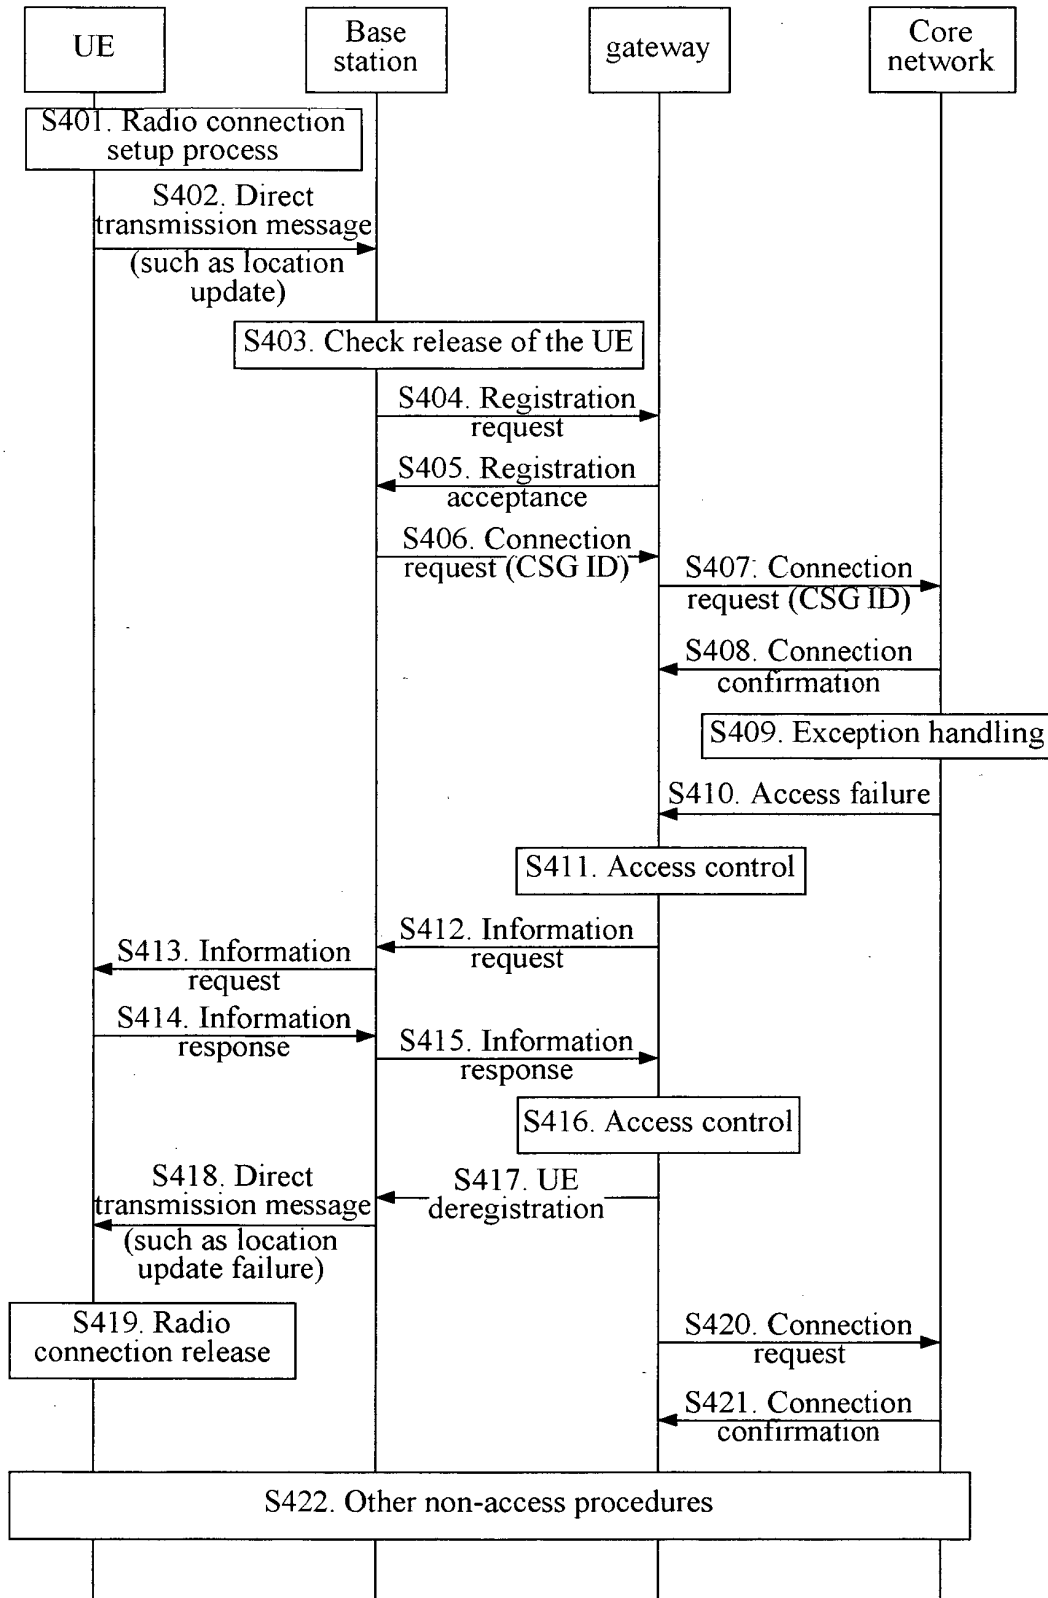 UE
Base
station
gateway
Core
network
S401. Radio connection
setup process
S402. Direct
transmission message
(such as location
update)
S403. Check release of the UE
S404. Registration
request
S405. Registration
acceptance
S406. Connection
request (CSG ID)
S407. Connection
request (CSG ID)
S408. Connection
confirmation
S409. Exception handling
S410. Access failure
S411. Access control
S412. Information
request
S413. Information
request
S414. Information
response
S415. Information
response
S416. Access control
S417. UE
deregistration
S418. Direct
transmission message
(such as location
update failure)
S419. Radio
connection release
S420. Connection
request
S421. Connection
confirmation
S422. Other non-access procedures